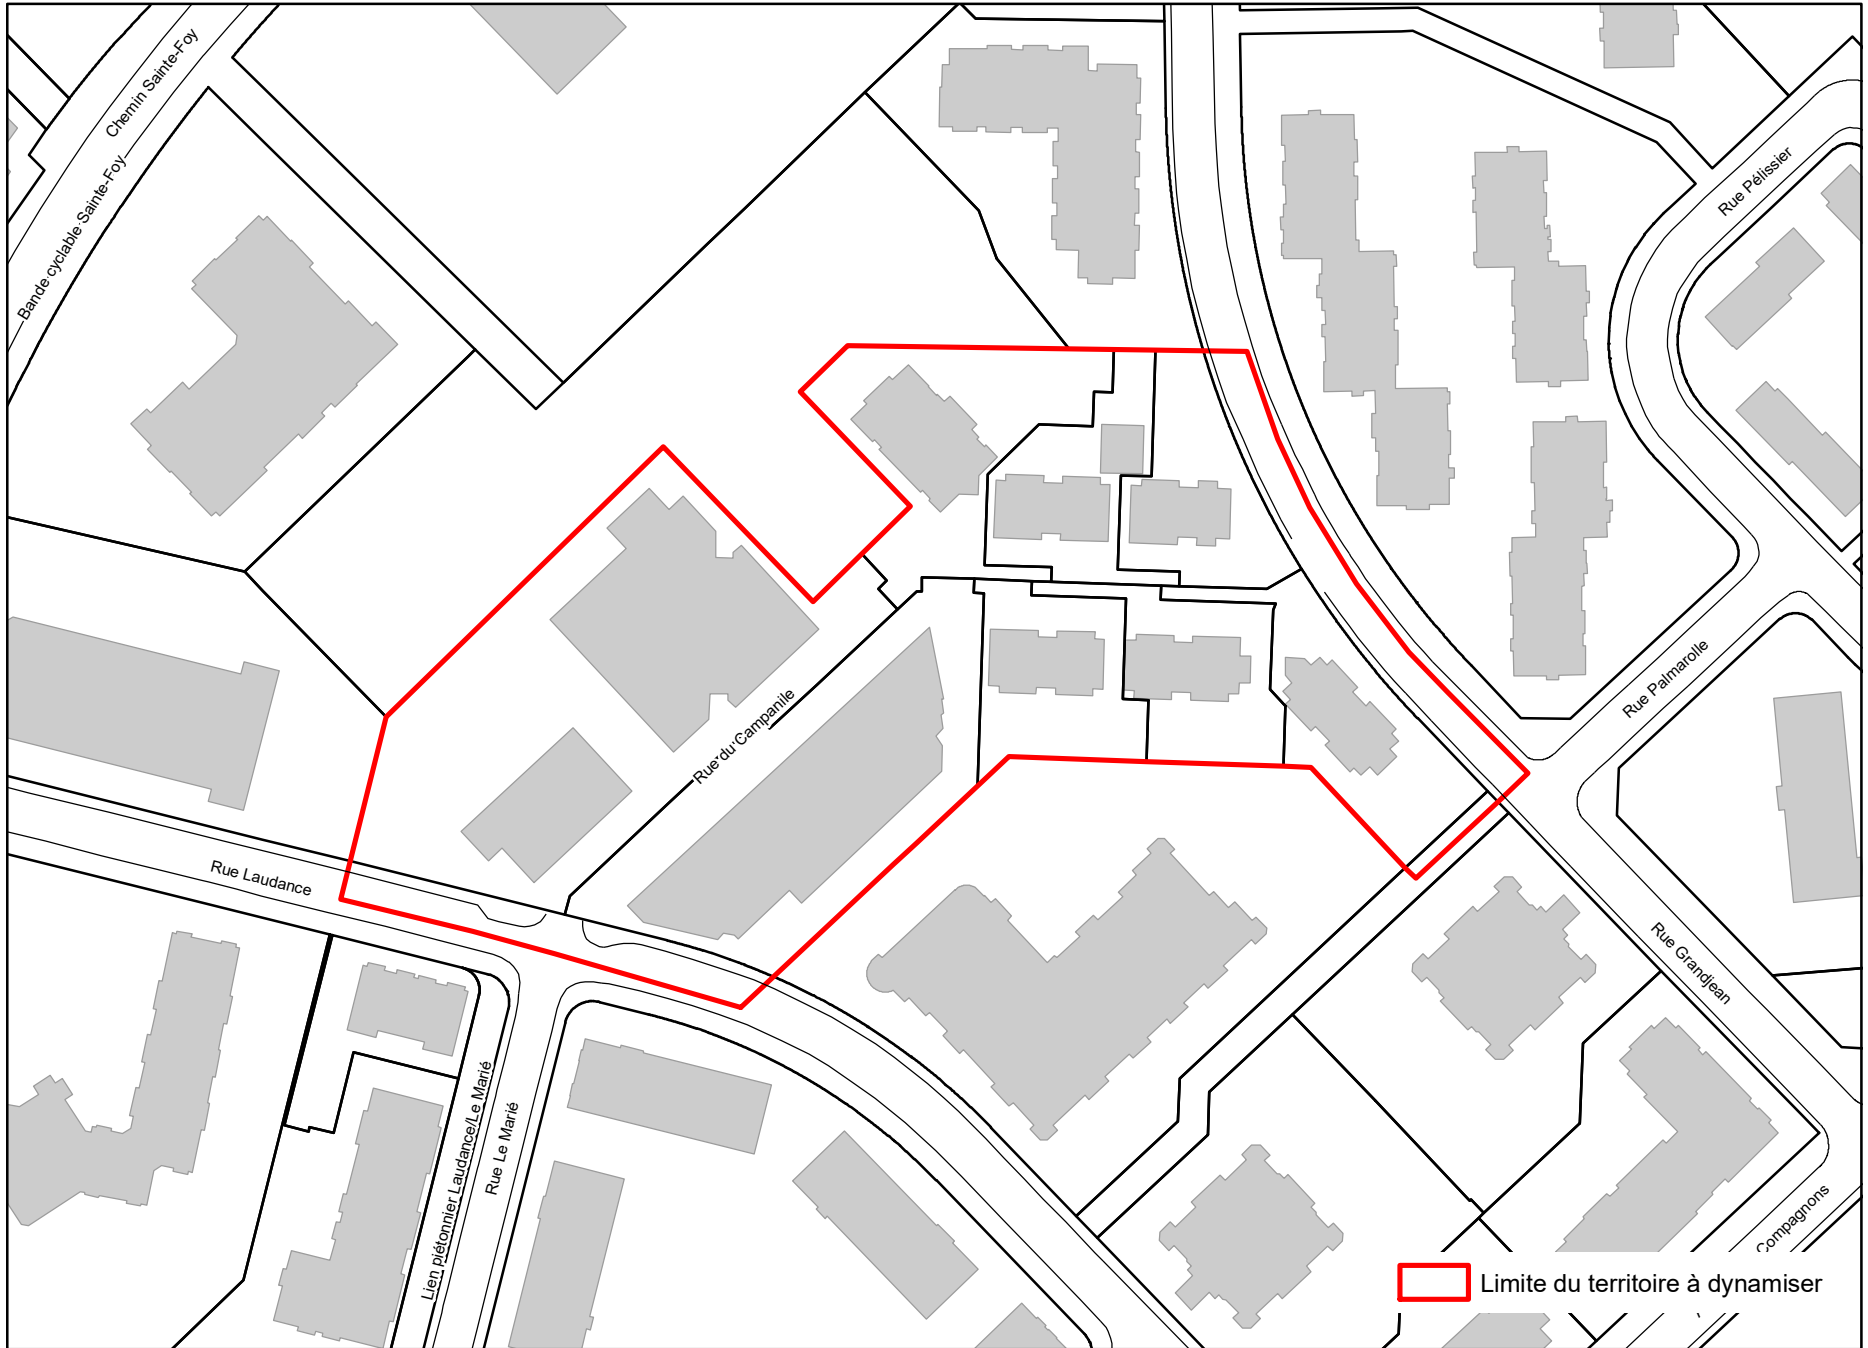 Chemin Sainte-Foy
Bande cyclable Sainte-Foy
Rue Pélissier
Rue Palmarolle
Rue du Campanile
Rue Laudance
Rue Grandjean
Lien piétonnier Laudance/Le Marié
Rue Le Marié
Compagnons
Limite du territoire à dynamiser